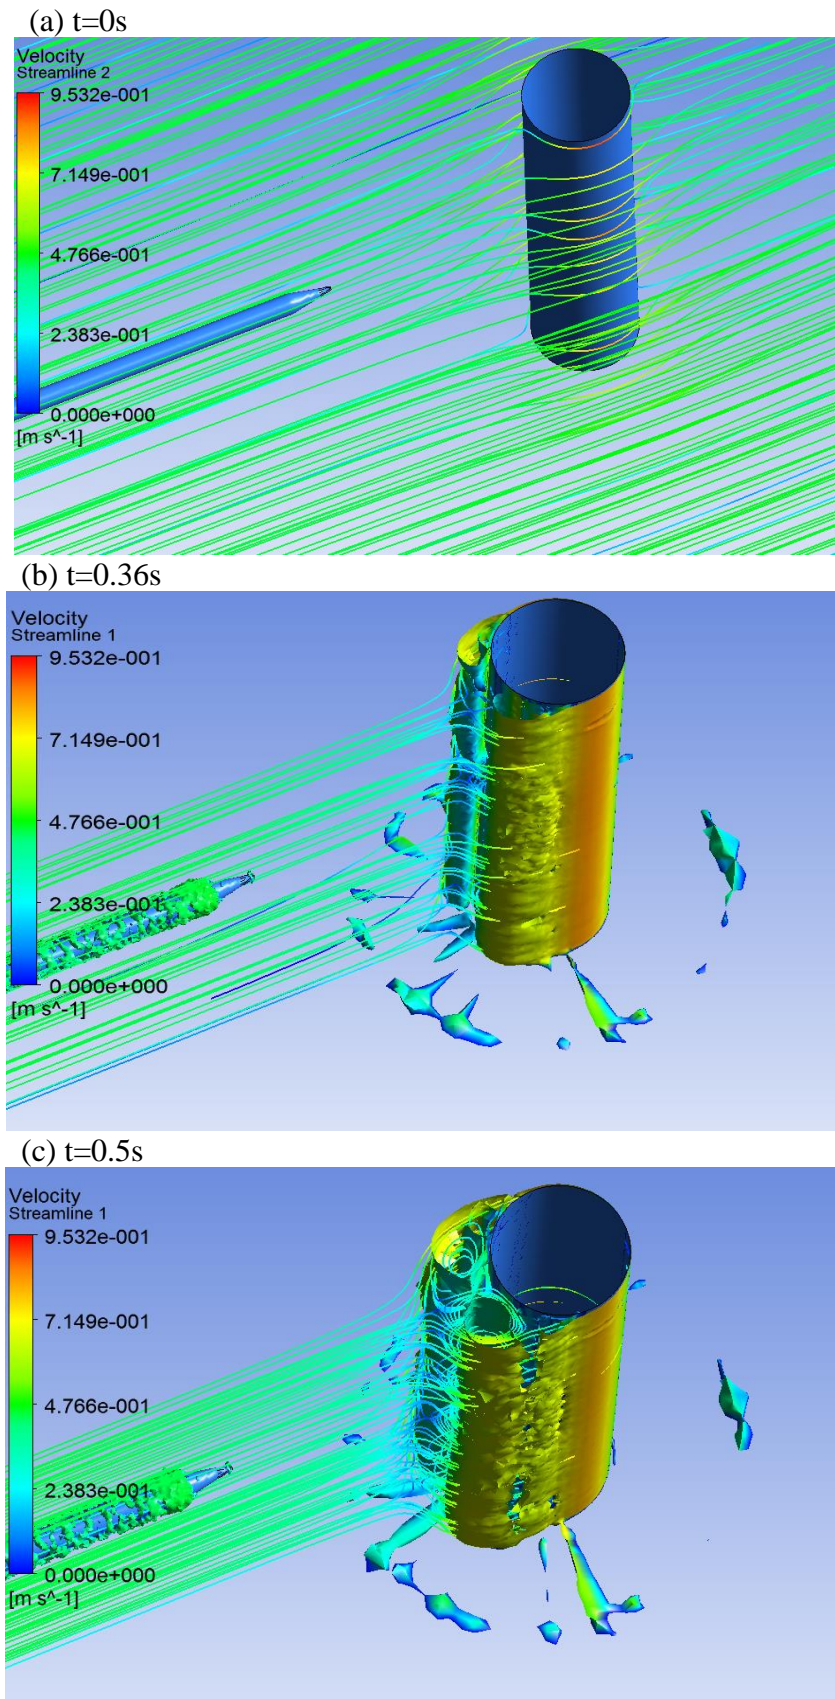 (a) t=0s
Velocity
Streamline 2
9.532e-001
7.149e-001
4.766e-001
2.383e-001
0.000e+000
[m s^-1]
(b) t=0.36s
Velocity
Streamline 1
9.532e-001
7.149e-001
4.766e-001
2.383e-001
0.000e+000
[m s^-1]
(c) t=0.5s
Velocity
Streamline 1
9.532e-001
7.149e-001
4.766e-001
2.383e-001
0.000e+000
[m s^-1]